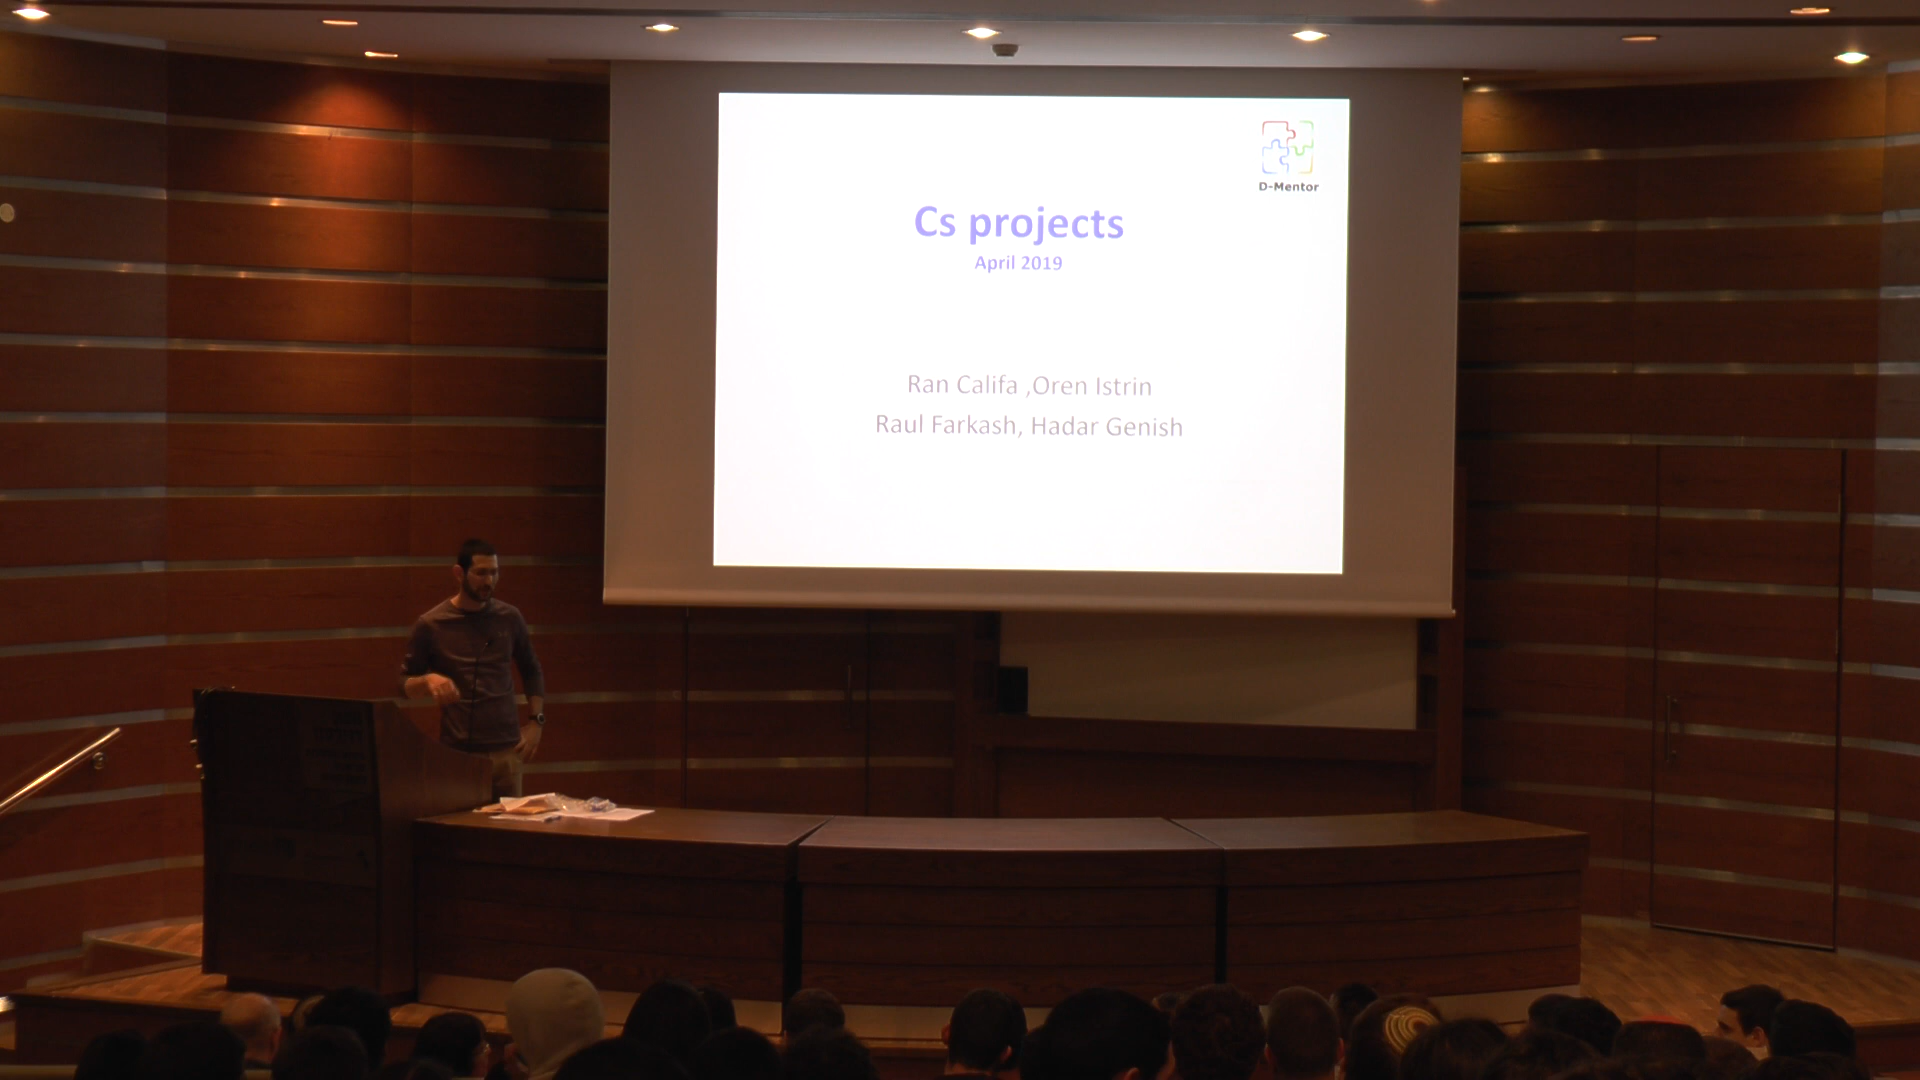 D-Mentor
Cs projects
April 2019
Ran Califa ,Oren Istrin
Raul Farkash, Hadar Genish